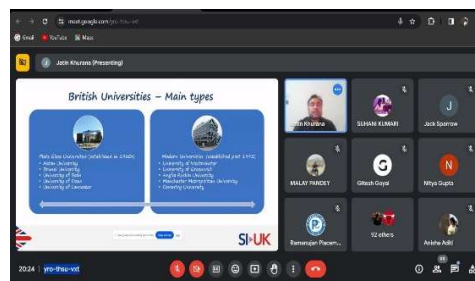 meet.google.com/yro-thsu-vxt
Gmail YouTube Maps
Jatin Khurana (Presenting)
British Universities – Main types
Plate Glass Universities (established in 1960s)
• Aston University
• Brunel University
• University of Bath
• University of Essex
• University of Lancaster
Modern Universities (established post 1992)
• University of Westminster
• University of Greenwich
• Anglia Ruskin University
• Manchester Metropolitan University
• Coventry University
SI-UK
Jatin Khurana
SUHANI KUMARI
J
Jack Sparrow
MALAY PANDEY
G
Gitesh Goyal
N
Nitya Gupta
Ramanujan Placem...
92 others
Anisha Aditi
20:24 | yro-thsu-vxt